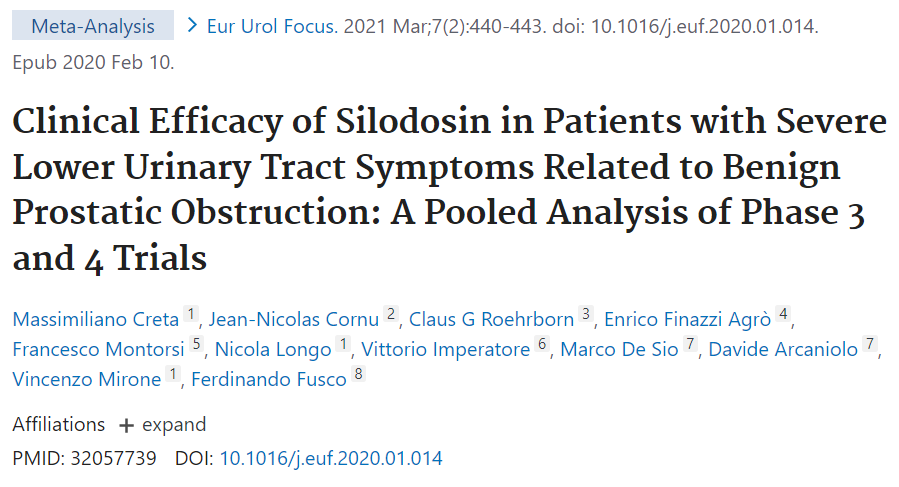 Meta-Analysis > Eur Urol Focus. 2021 Mar;7(2):440-443. doi: 10.1016/j.euf.2020.01.014.
Epub 2020 Feb 10.
Clinical Efficacy of Silodosin in Patients with Severe
Lower Urinary Tract Symptoms Related to Benign
Prostatic Obstruction: A Pooled Analysis of Phase 3
and 4 Trials
Massimiliano Creta 1, Jean-Nicolas Cornu 2, Claus G Roehrborn 3, Enrico Finazzi Agrò 4,
Francesco Montorsi 5, Nicola Longo 1, Vittorio Imperatore 6, Marco De Sio 7, Davide Arcaniolo 7,
Vincenzo Mirone 1, Ferdinando Fusco 8
Affiliations + expand
PMID: 32057739 DOI: 10.1016/j.euf.2020.01.014